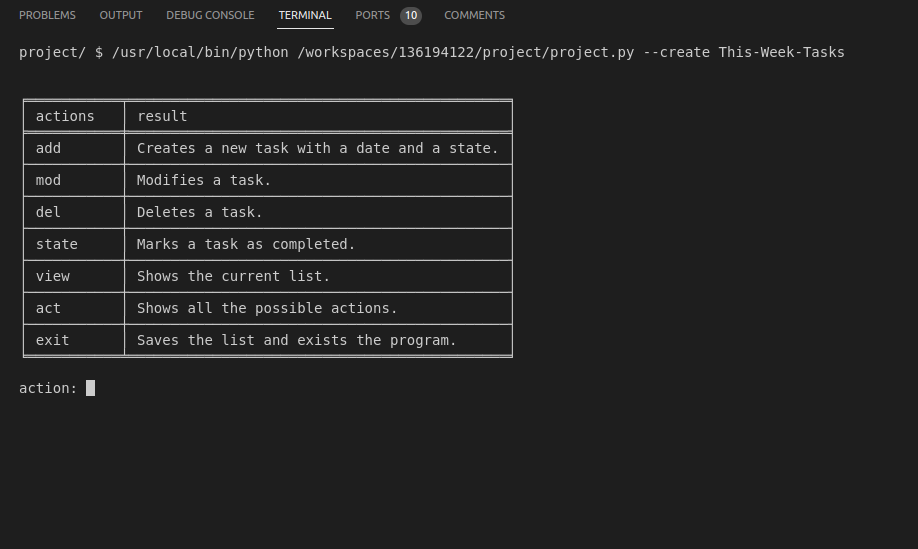 PROBLEMS OUTPUT DEBUG CONSOLE TERMINAL PORTS 10 COMMENTS
project/ $ /usr/local/bin/python /workspaces/136194122/project/project.py --create This-Week-Tasks
actions result
add Creates a new task with a date and a state.
mod Modifies a task.
del Deletes a task.
state Marks a task as completed.
view Shows the current list.
act Shows all the possible actions.
exit Saves the list and exists the program.
action: